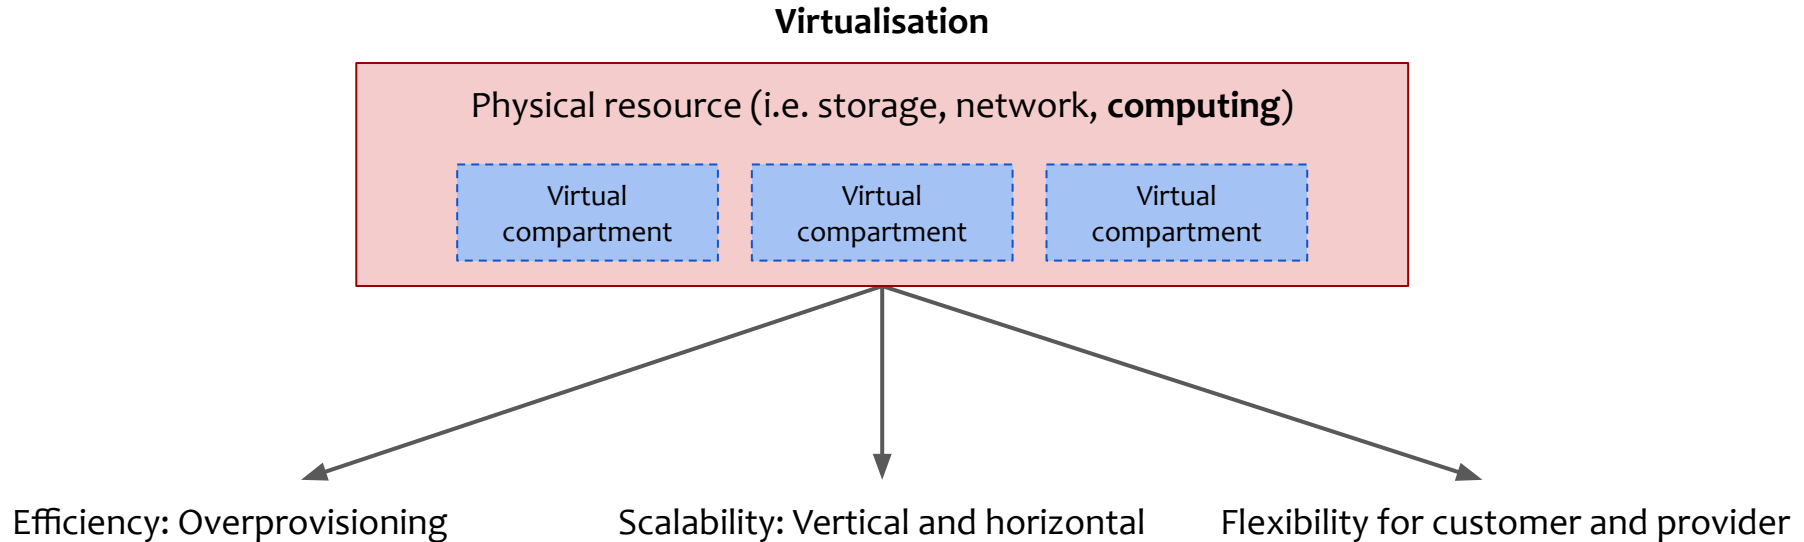 Virtualisation
Physical resource (i.e. storage, network, computing)
Virtual
compartment
Virtual
compartment
Virtual
compartment
Efficiency: Overprovisioning
Scalability: Vertical and horizontal
Flexibility for customer and provider